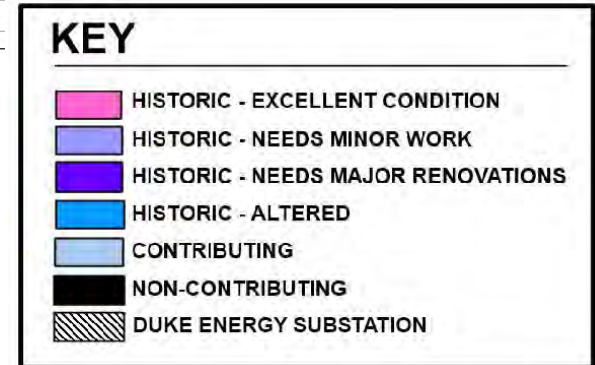 KEY
HISTORIC - EXCELLENT CONDITION
HISTORIC - NEEDS MINOR WORK
HISTORIC - NEEDS MAJOR RENOVATIONS
HISTORIC - ALTERED
CONTRIBUTING
NON-CONTRIBUTING
DUKE ENERGY SUBSTATION